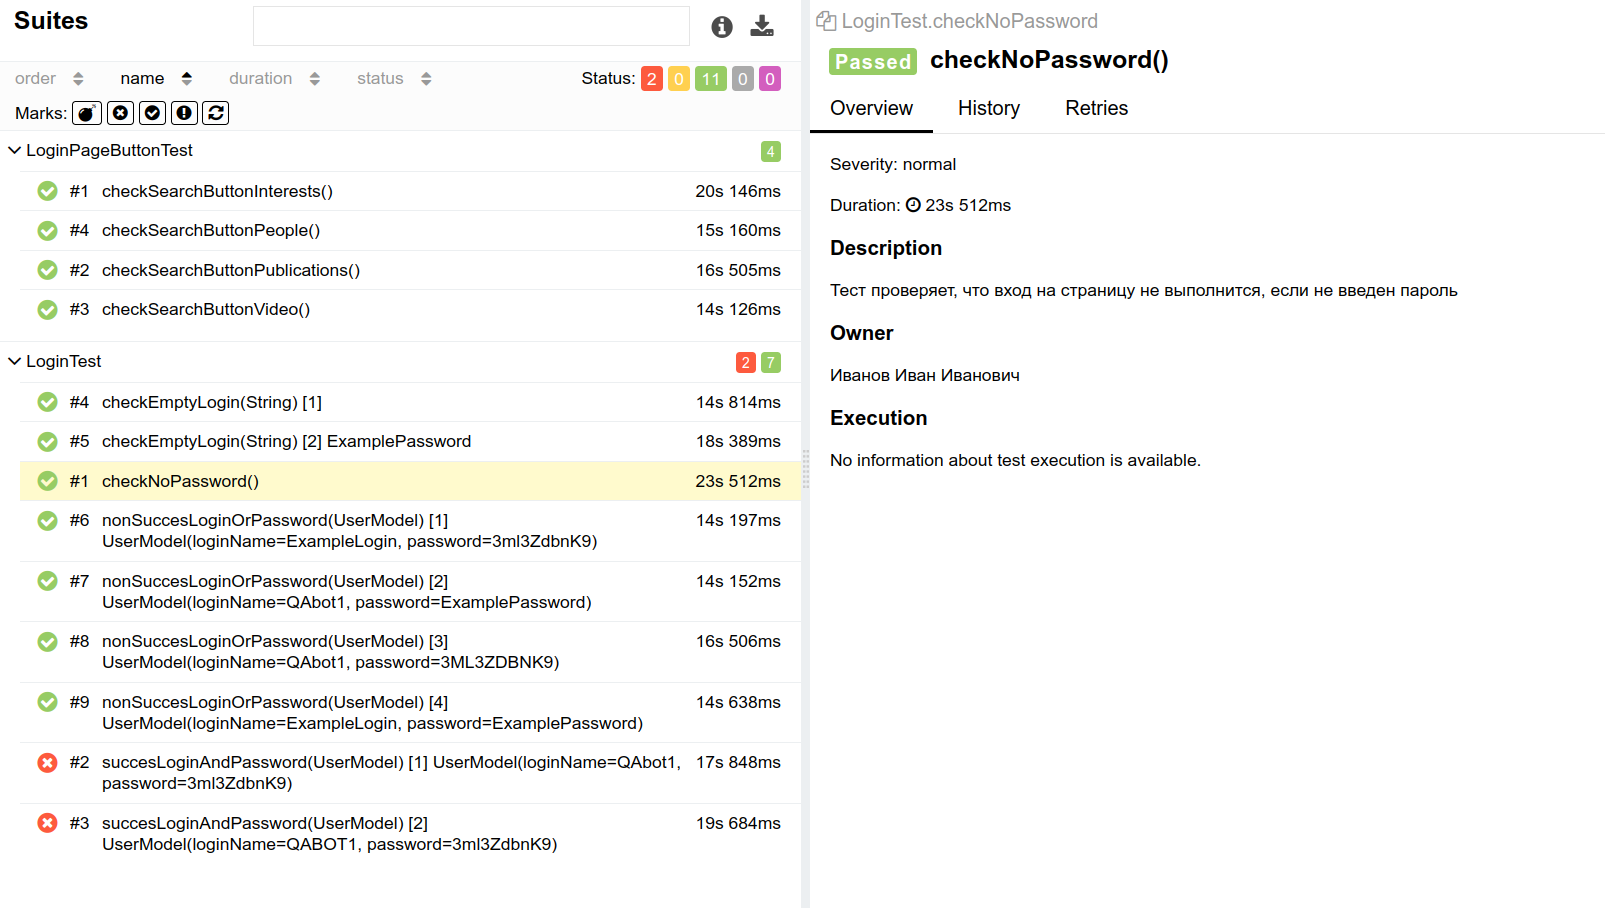 Suites
order name duration status Status: 2 0 11 0 0
Marks:
LoginPageButtonTest 4
#1 checkSearchButtonInterests() 20s 146ms
#4 checkSearchButtonPeople() 15s 160ms
#2 checkSearchButtonPublications() 16s 505ms
#3 checkSearchButtonVideo() 14s 126ms
LoginTest 2 7
#4 checkEmptyLogin(String) [1] 14s 814ms
#5 checkEmptyLogin(String) [2] ExamplePassword 18s 389ms
#1 checkNoPassword() 23s 512ms
#6 nonSuccesLoginOrPassword(UserModel) [1] 14s 197ms
UserModel(loginName=ExampleLogin, password=3ml3ZdbnK9)
#7 nonSuccesLoginOrPassword(UserModel) [2] 14s 152ms
UserModel(loginName=QAbot1, password=ExamplePassword)
#8 nonSuccesLoginOrPassword(UserModel) [3] 16s 506ms
UserModel(loginName=QAbot1, password=3ML3ZDBNK9)
#9 nonSuccesLoginOrPassword(UserModel) [4] 14s 638ms
UserModel(loginName=ExampleLogin, password=ExamplePassword)
#2 succesLoginAndPassword(UserModel) [1] UserModel(loginName=QAbot1, 17s 848ms
password=3ml3ZdbnK9)
#3 succesLoginAndPassword(UserModel) [2] 19s 684ms
UserModel(loginName=QABOT1, password=3ml3ZdbnK9)
LoginTest.checkNoPassword
Passed checkNoPassword()
Overview History Retries
Severity: normal
Duration: 23s 512ms
Description
Тест проверяет, что вход на страницу не выполнится, если не введен пароль
Owner
Иванов Иван Иванович
Execution
No information about test execution is available.